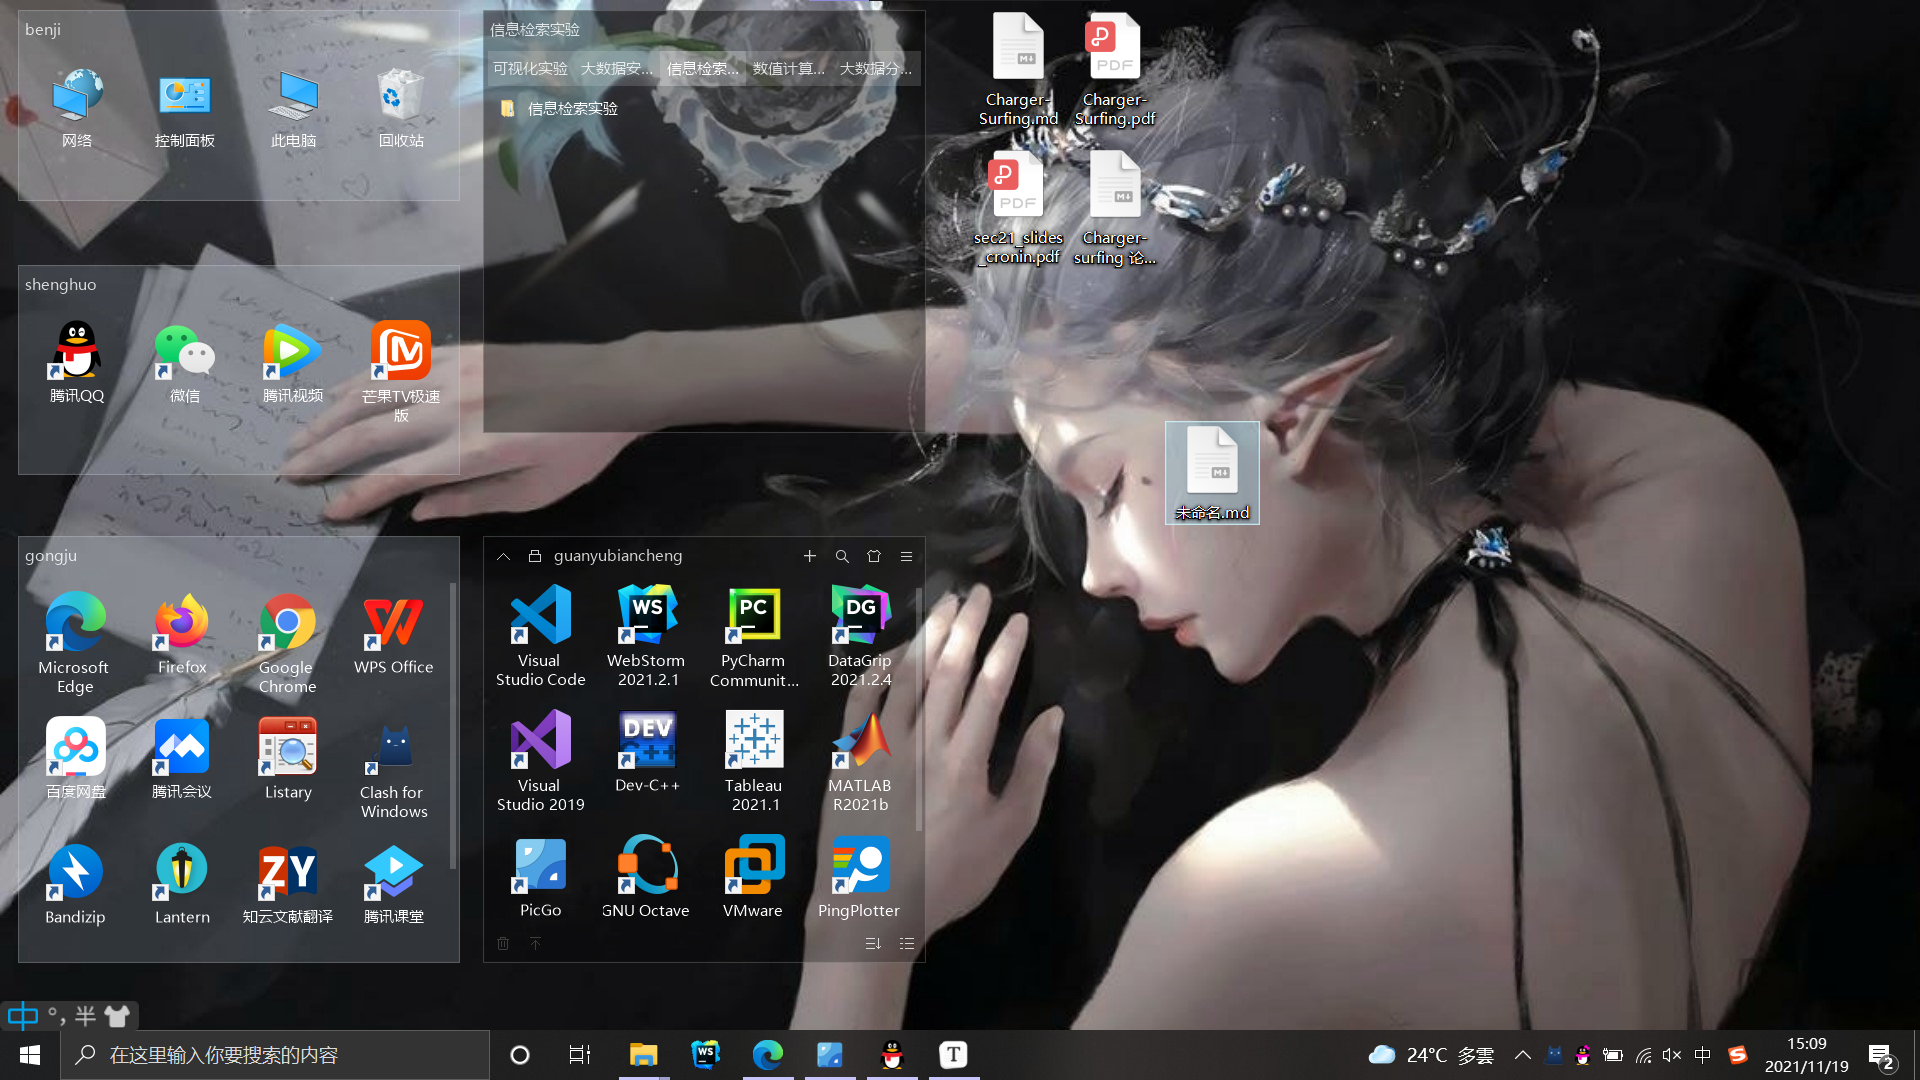 benji
网络
控制面板
此电脑
回收站
信息检索实验
可视化实验 大数据安... 信息检索... 数值计算... 大数据分...
信息检索实验
Charger-
Surfing.md
Charger-
Surfing.pdf
PDF
sec21_slides
_cronin.pdf
PDF
Charger-
surfing 论...
未命名.md
shenghuo
腾讯QQ
微信
腾讯视频
芒果TV极速
版
gongju
Microsoft
Edge
Firefox
Google
Chrome
WPS Office
百度网盘
腾讯会议
Listary
Clash for
Windows
Bandizip
Lantern
ZY
知云文献翻译
腾讯课堂
guanyubiancheng
Visual
Studio Code
WS
WebStorm
2021.2.1
PC
PyCharm
Communit...
DG
DataGrip
2021.2.4
Visual
Studio 2019
DEV
Dev-C++
Tableau
2021.1
MATLAB
R2021b
PicGo
GNU Octave
VMware
PingPlotter
中 °, 半
在这里输入你要搜索的内容
WS
T
24°C 多雲
中
15:09
2021/11/19
2